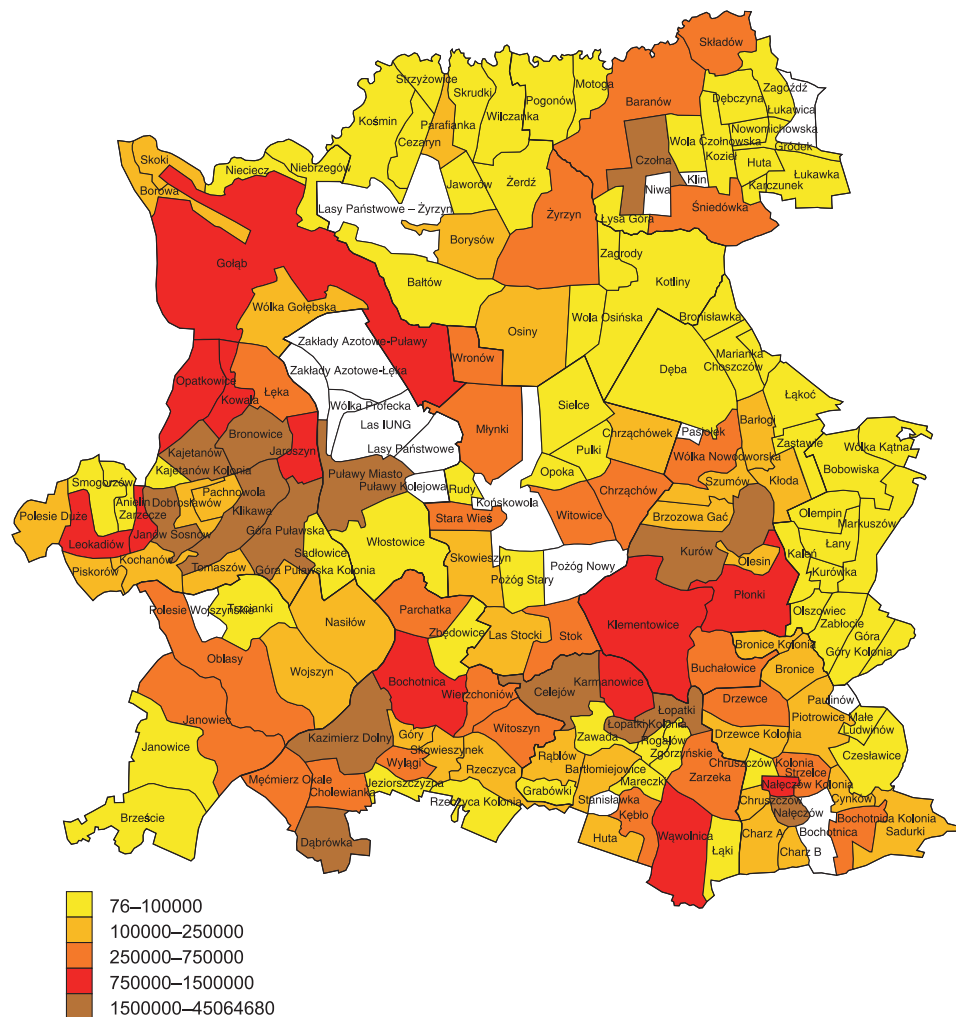 Składów
Strzyżowice
Skrudki
Motoga
Zagóźdź
Pogonów
Dębczyna
Wilczanka
Baranów
Łukawica
Kośmin
Parafianka
Nowomichowska
Wola Czołnowska
Cezaryn
Gródek
Kozieł
Skoki
Czołna
Huta
Łukawka
Nieciecz
Niebrzegów
Żerdź
Klin
Jaworów
Karczunek
Borowa
Niwa
Lasy Państwowe – Żyrzyn
Śniedówka
Żyrzyn
Łysa Góra
Borysów
Zagrody
Gołąb
Bałtów
Kotliny
Wólka Gołębska
Bronisławka
Wola Osińska
Osiny
Zakłady Azotowe-Puławy
Marianka
Wronów
Choszczów
Zakłady Azotowe-Łęka
Dęba
Opatkowice
Łęka
Łąkoć
Kowala
Sielce
Wólka Profecka
Barłogi
Las IUNG
Chrząchówek
Młynki
Pasiołek
Bronowice
Zastawie
Wólka Kątna
Jaroszyn
Lasy Państwowe
Kajetanów
Pulki
Wólka Nowodworska
Kajetanów Kolonia
Opoka
Bobowiska
Puławy Miasto
Kłoda
Smogorzów
Szumów
Puławy Kolejowa
Chrząchów
Anielin
Pachnowola
Rudy
Dobrosławów
Końskowola
Zarzecze
Olempin
Polesie Duże
Klikawa
Stara Wieś
Witowice
Brzozowa Gać
Markuszów
Góra Puławska
Janów Sosnów
Leokadiów
Kurów
Łany
Sadłowice
Włostowice
Kaleń
Kochanów
Skowieszyn
Pożóg Nowy
Olesin
Tomaszów
Góra Puławska Kolonia
Piskorów
Pożóg Stary
Kurówka
Płonki
Polesie Wojszyńskie
Trzcianki
Parchatka
Olszowiec
Klementowice
Zabłocie
Nasiłów
Zbędowice
Las Stocki
Stok
Góra
Bronice Kolonia
Góry Kolonia
Oblasy
Wojszyn
Buchałowice
Bronice
Bochotnica
Karmanowice
Wierzchoniów
Celejów
Janowiec
Drzewce
Paulinów
Łopatki
Piotrowice Małe
Łopatki Kolonia
Witoszyn
Ludwinów
Kazimierz Dolny
Góry
Zawada
Drzewce Kolonia
Rogalów
Janowice
Skowieszynek
Rąblów
Zgórzyńskie
Czesławice
Wylągi
Bartłomiejowice
Chruszczów Kolonia
Rzeczyca
Męćmierz Okale
Zarzeka
Strzelce
Jeziorszczyzna
Mareczki
Nałęczów Kolonia
Cholewianka
Grabówki
Rzeczyca Kolonia
Stanisławka
Chruszczów
Cynków
Brzeście
Kębło
Nałęczów
Bochotnica Kolonia
Wąwolnica
Huta
Charz A
Bochotnica
Sadurki
Dąbrówka
Łąki
Charz B
76–100000
100000–250000
250000–750000
750000–1500000
1500000–45064680